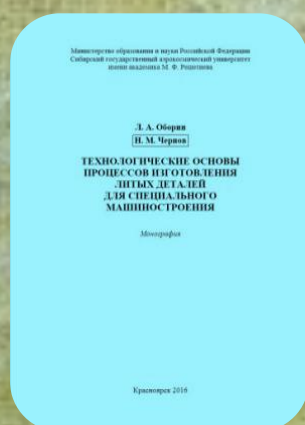 Министерство образования и науки Российской Федерации
Сибирский государственный аэрокосмический университет
имени академика М. Ф. Решетнева
Л. А. Оборин
Н. М. Чернов
ТЕХНОЛОГИЧЕСКИЕ ОСНОВЫ
ПРОЦЕССОВ ИЗГОТОВЛЕНИЯ
ЛИТЫХ ДЕТАЛЕЙ
ДЛЯ СПЕЦИАЛЬНОГО
МАШИНОСТРОЕНИЯ
Монография
Красноярск 2016